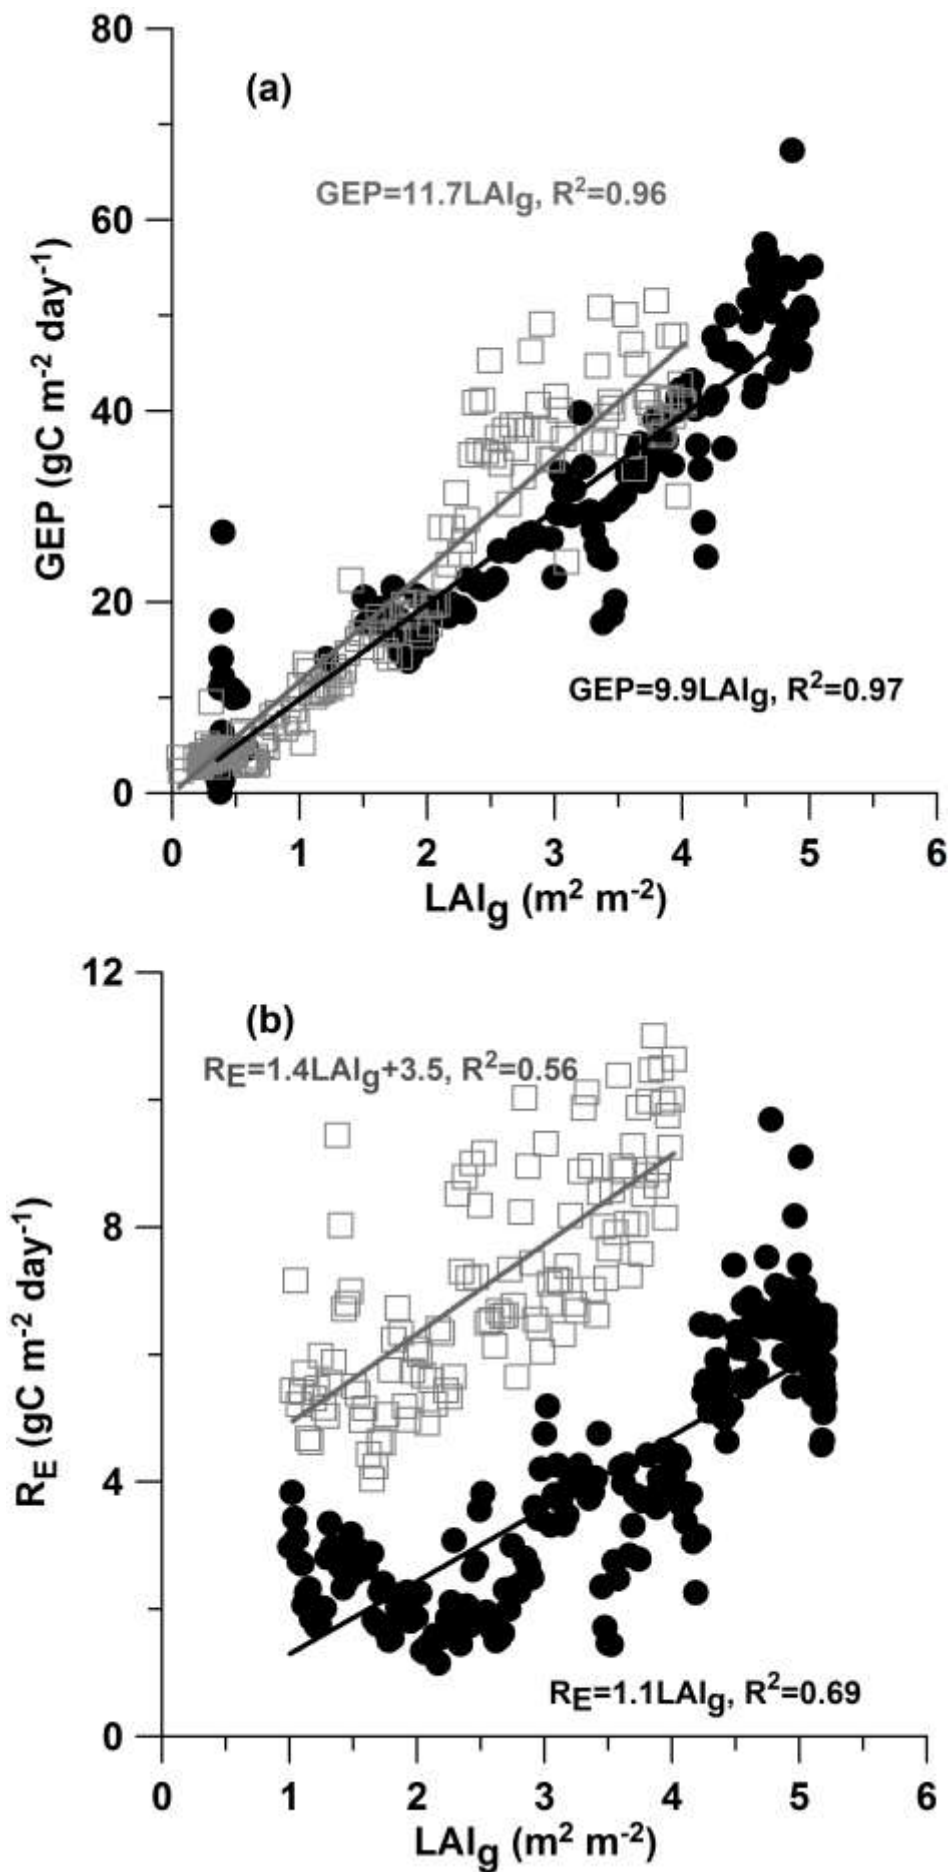 80
(a)
GEP=11.7LAIg, R²=0.96
60
GEP (gC m⁻² day⁻¹)
40
20
GEP=9.9LAIg, R²=0.97
0
0 1 2 3 4 5 6
LAIg (m² m⁻²)
12
(b)
RE=1.4LAIg+3.5, R²=0.56
8
RE (gC m⁻² day⁻¹)
4
RE=1.1LAIg, R²=0.69
0
0 1 2 3 4 5 6
LAIg (m² m⁻²)